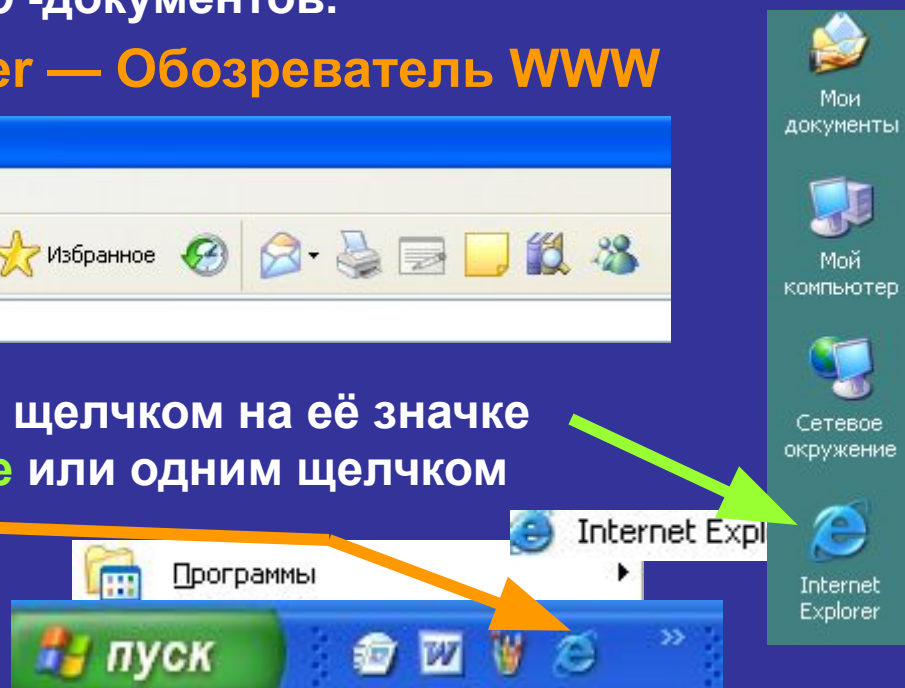 -документов.
er — Обозреватель WWW
Избранное
щелчком на её значке
е или одним щелчком
Internet Expl
Программы
пуск
W
»
Мои
документы
Мой
компьютер
Сетевое
окружение
Internet
Explorer